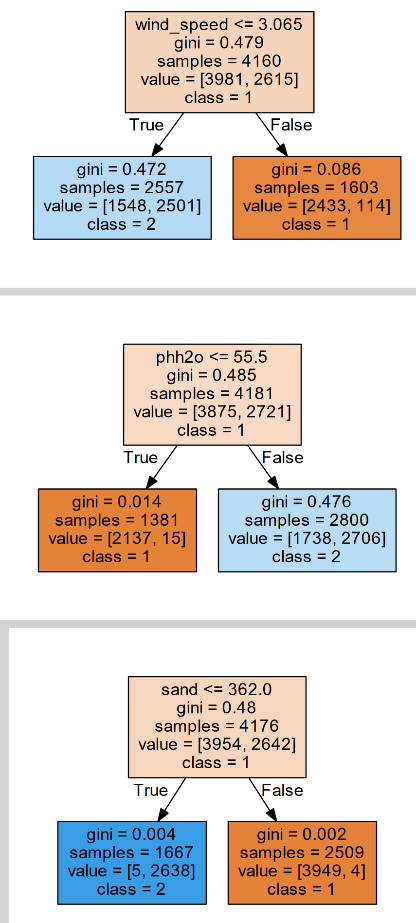 wind_speed <= 3.065
gini = 0.479
samples = 4160
value = [3981, 2615]
class = 1
True
False
gini = 0.472
samples = 2557
value = [1548, 2501]
class = 2
gini = 0.086
samples = 1603
value = [2433, 114]
class = 1
phh2o <= 55.5
gini = 0.485
samples = 4181
value = [3875, 2721]
class = 1
True
False
gini = 0.014
samples = 1381
value = [2137, 15]
class = 1
gini = 0.476
samples = 2800
value = [1738, 2706]
class = 2
sand <= 362.0
gini = 0.48
samples = 4176
value = [3954, 2642]
class = 1
True
False
gini = 0.004
samples = 1667
value = [5, 2638]
class = 2
gini = 0.002
samples = 2509
value = [3949, 4]
class = 1